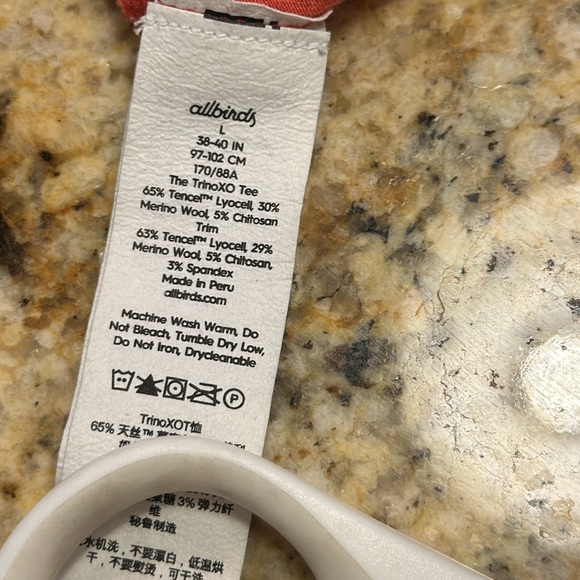 allbirds
L
38-40 IN
97-102 CM
170/88A
The TrinoXO Tee
65% Tencel™ Lyocell, 30%
Merino Wool, 5% Chitosan
Trim
63% Tencel™ Lyocell, 29%
Merino Wool, 5% Chitosan,
3% Spandex
Made in Peru
allbirds.com
Machine Wash Warm, Do
Not Bleach, Tumble Dry Low,
Do Not Iron, Drycleanable
P
TrinoXOT恤
65% 天丝™
聚糖 3% 弹力纤
维
秘鲁制造
水机洗，不要漂白，低温烘
干，不要熨烫，可干洗